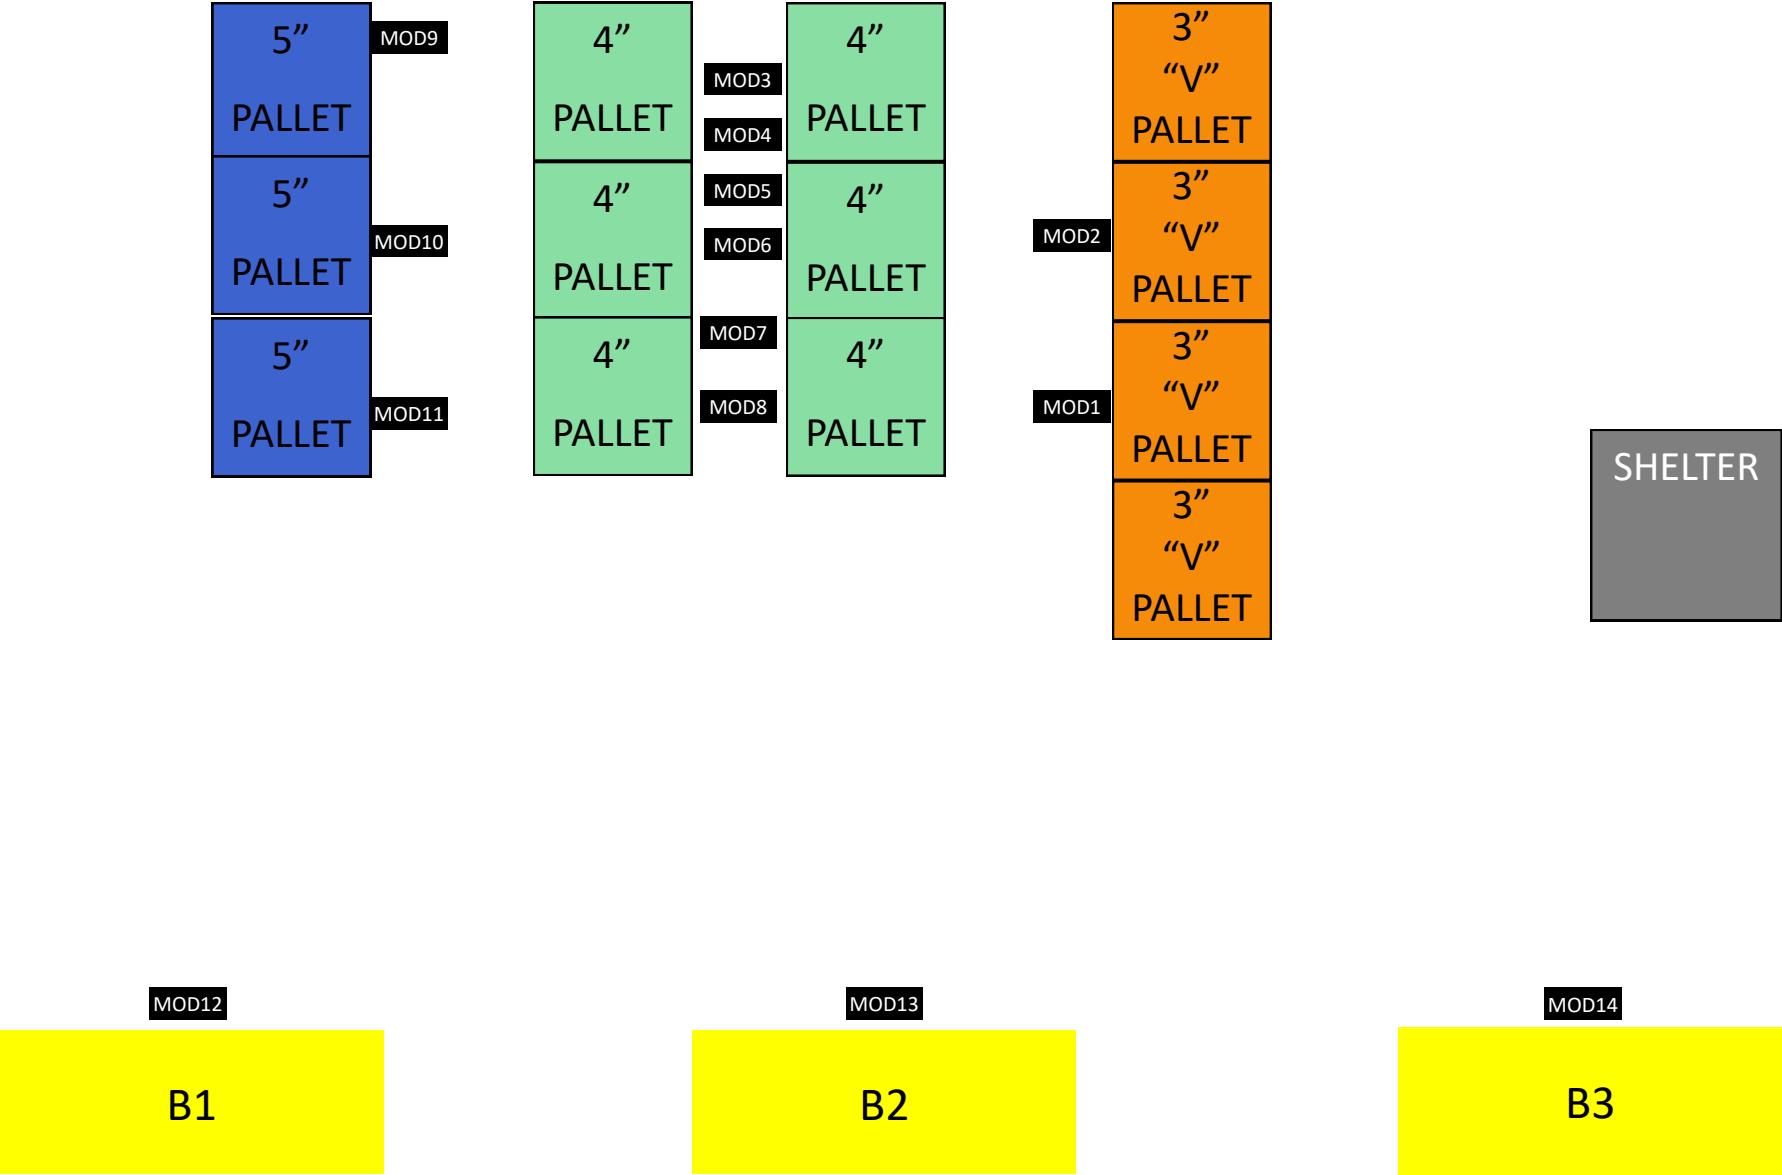 5”
PALLET
MOD9
5”
PALLET
MOD10
5”
PALLET
MOD11
4”
PALLET
4”
PALLET
4”
PALLET
MOD3
MOD4
MOD5
MOD6
MOD7
MOD8
4”
PALLET
4”
PALLET
4”
PALLET
MOD2
MOD1
3”
“V”
PALLET
3”
“V”
PALLET
3”
“V”
PALLET
3”
“V”
PALLET
SHELTER
MOD12
B1
MOD13
B2
MOD14
B3